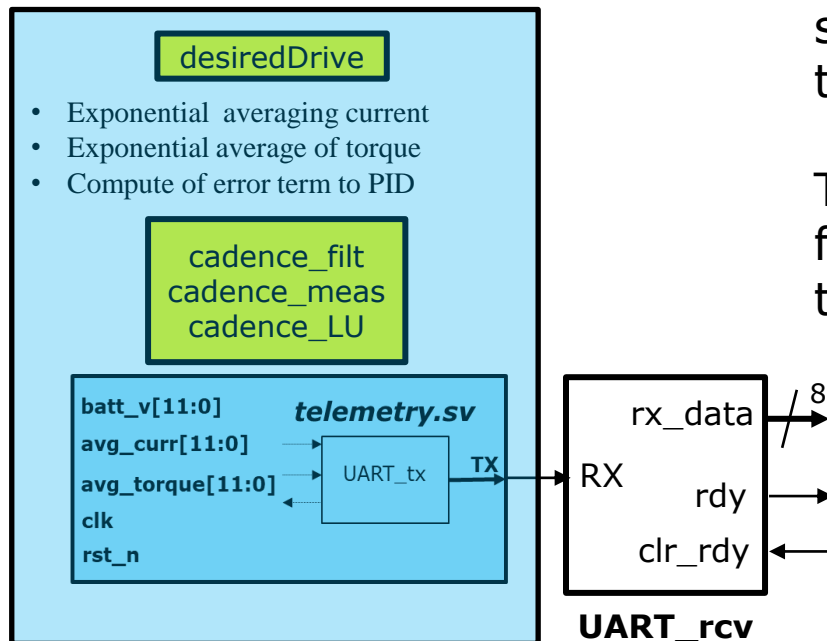 desiredDrive
• Exponential averaging current
• Exponential average of torque
• Compute of error term to PID
cadence_filt
cadence_meas
cadence_LU
batt_v[11:0]
telemetry.sv
avg_curr[11:0]
avg_torque[11:0]
clk
rst_n
UART_tx
TX
RX
rx_data
8
rdy
clr_rdy
UART_rcv
s
t
T
f
t